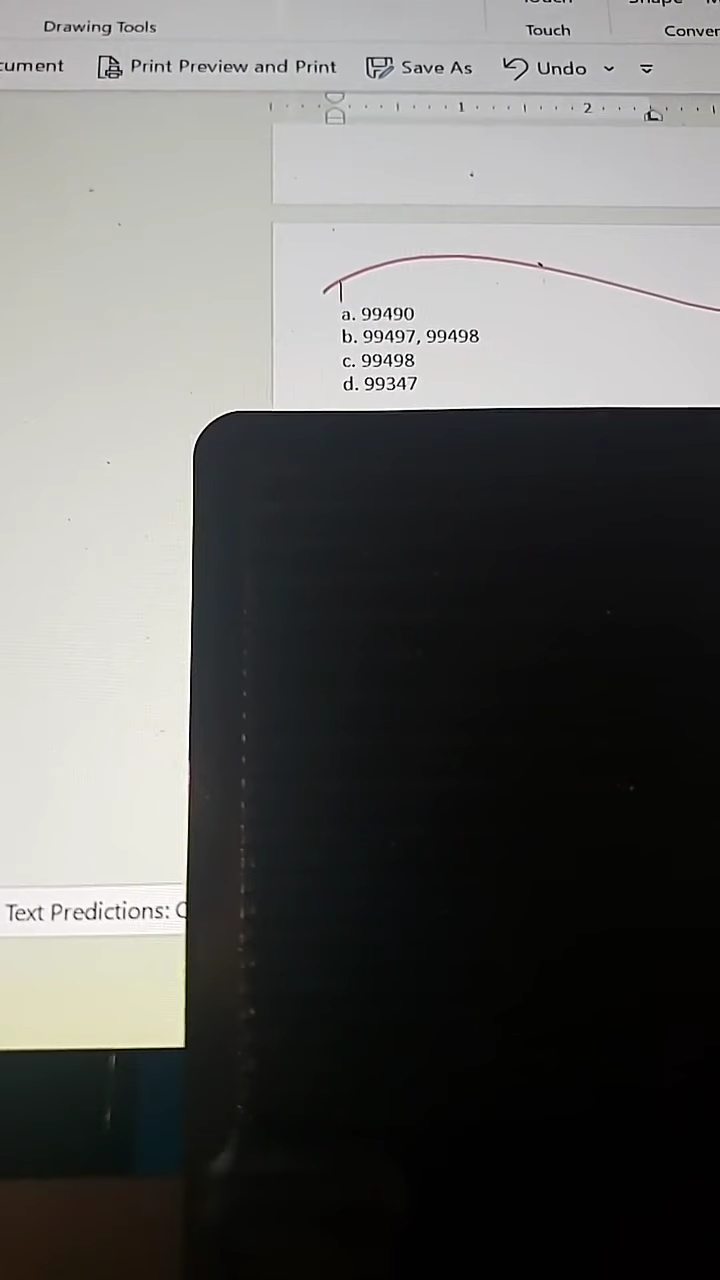 Drawing Tools
Touch
Conver
cument Print Preview and Print Save As Undo
1 2
a. 99490
b. 99497, 99498
c. 99498
d. 99347
Text Predictions: